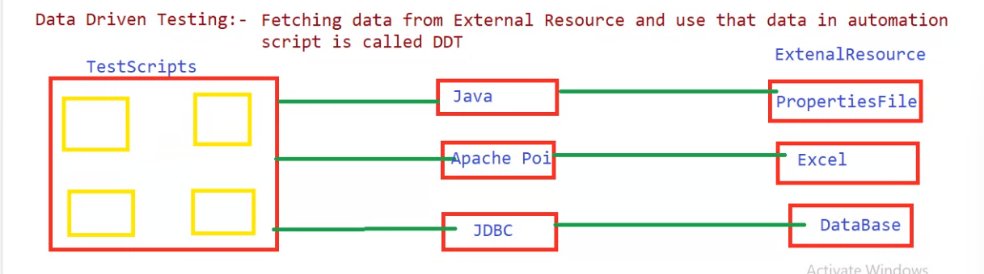 Data Driven Testing:- Fetching data from External Resource and use that data in automation
script is called DDT
ExtenalResource
TestScripts
Java
PropertiesFile
Apache Poi
Excel
JDBC
DataBase
Activate Windows